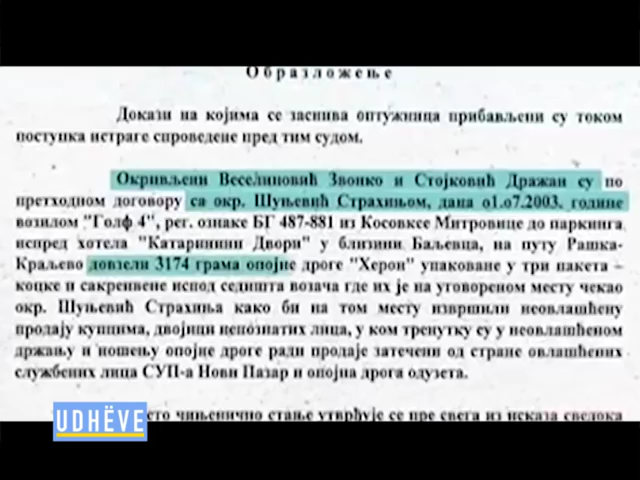 Образложење
Докази на којима се заснива оптужница прибављени су током
поступка истраге спроведене пред тим судом.
Окривљени Веселиновић Звонко и Стојковић Дражан су по
претходном договору са окр. Шуњевић Страхињом, дана 01.07.2003. године
возилом "Голф 4", рег. ознаке БГ 487-881 из Косовксе Митровице до паркинга
испред хотела "Катаринини Двори" у близини Баљевца, на путу Рашка-
Краљево довзели 3174 грама опојне дроге "Херон" упаковане у три пакета –
коцке и сакренвене испод седишта возача где их је на уговореном месту чекао
окр. Шуњевић Страхиња како би на том месту извршили неовлашћену
продају купцима, двојици непознатих лица, у ком тренутку су у неовлашћеном
држању и ношењу опојне дроге ради продаје затечени од стране овлашћених
службених лица СУП-а Нови Пазар и опојна дрога одузета.
чињенично стање утврђује се пре свега из исказа сведока
UDHËVE